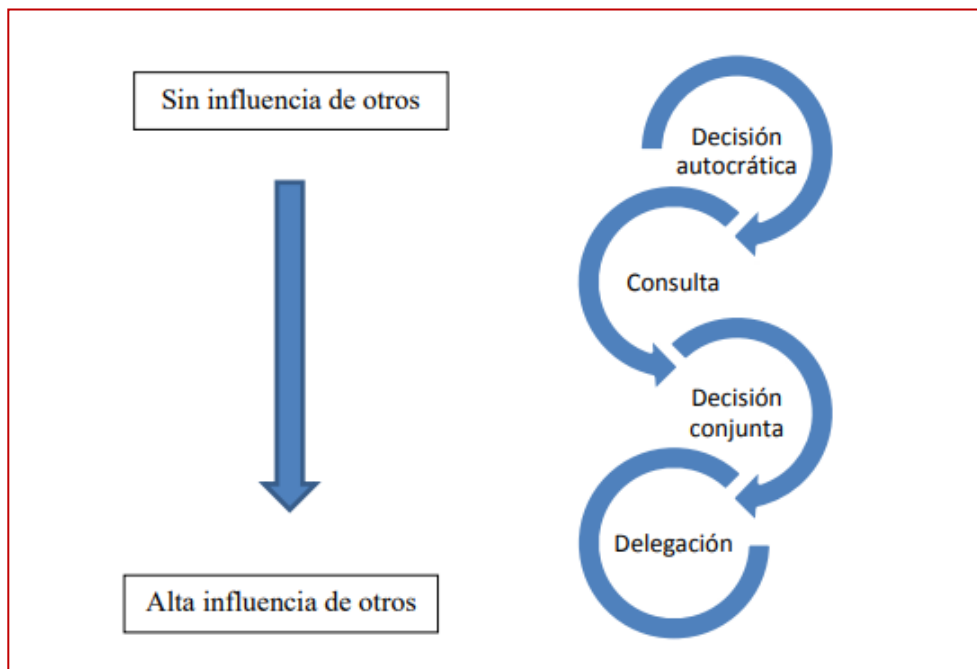 Sin influencia de otros
Decisión
autocrática
Consulta
Decisión
conjunta
Delegación
Alta influencia de otros